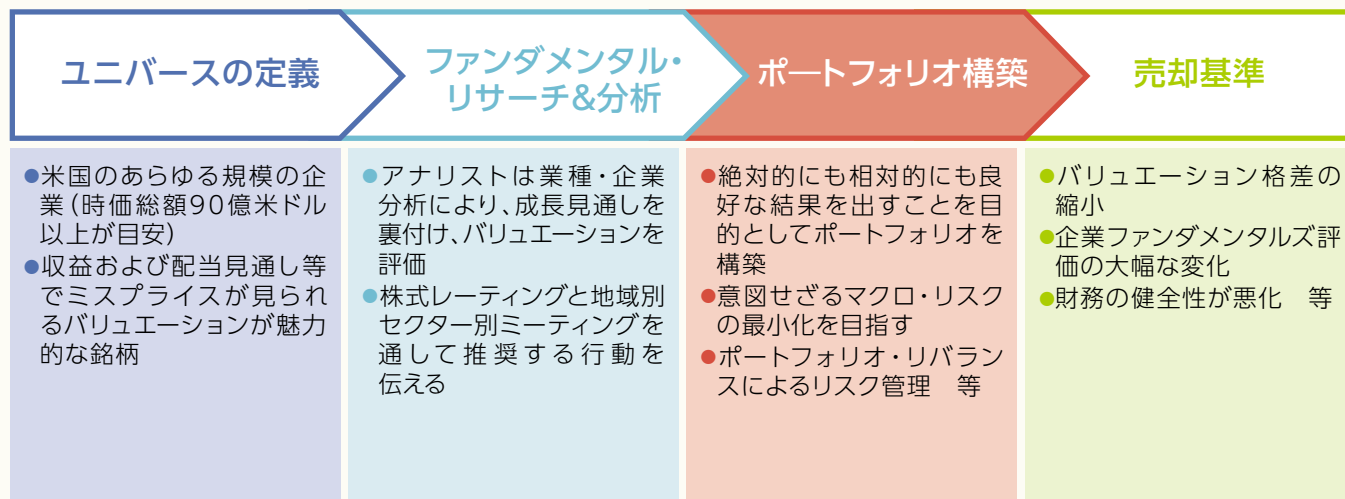 ユニバースの定義
ファンダメンタル・
リサーチ&分析
ポートフォリオ構築
売却基準
●米国のあらゆる規模の企
業(時価総額90億米ドル
以上が目安)
●収益および配当見通し等
でミスプライスが見られ
るバリュエーションが魅力
的な銘柄
●アナリストは業種・企業
分析により、成長見通しを
裏付け、バリュエーションを
評価
●株式レーティングと地域別
セクター別ミーティングを
通して推奨する行動を
伝える
●絶対的にも相対的にも良
好な結果を出すことを目
的としてポートフォリオを
構築
●意図せざるマクロ・リスク
の最小化を目指す
●ポートフォリオ・リバラン
スによるリスク管理　等
●バリュエーション格差の
縮小
●企業ファンダメンタルズ評
価の大幅な変化
●財務の健全性が悪化　等